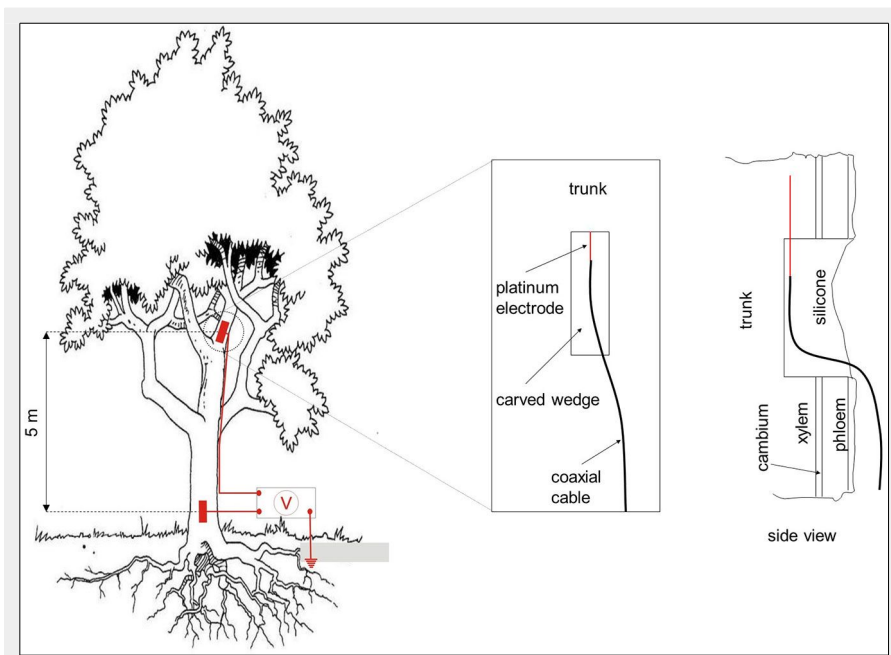 5 m
V
trunk
platinum
electrode
carved wedge
coaxial
cable
trunk
silicone
cambium
xylem
phloem
side view